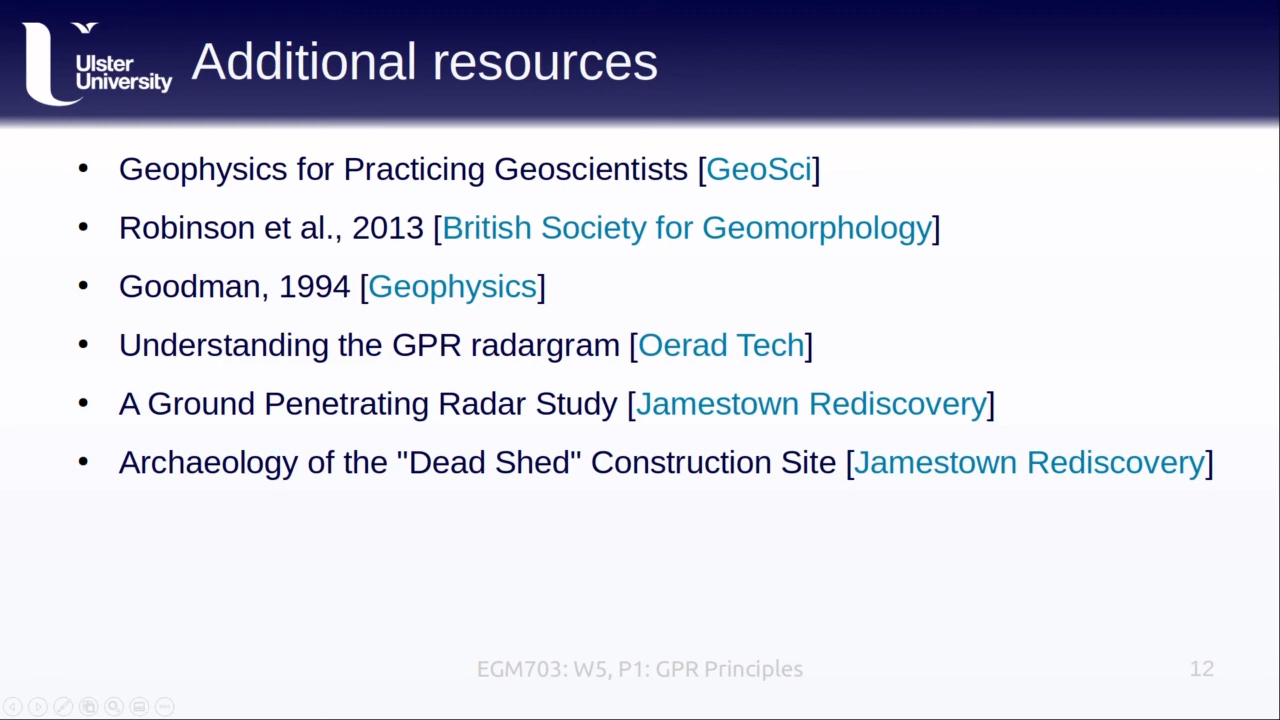 Ulster
University
Additional resources
• Geophysics for Practicing Geoscientists [GeoSci]
• Robinson et al., 2013 [British Society for Geomorphology]
• Goodman, 1994 [Geophysics]
• Understanding the GPR radargram [Oerad Tech]
• A Ground Penetrating Radar Study [Jamestown Rediscovery]
• Archaeology of the "Dead Shed" Construction Site [Jamestown Rediscovery]
EGM703: W5, P1: GPR Principles
12